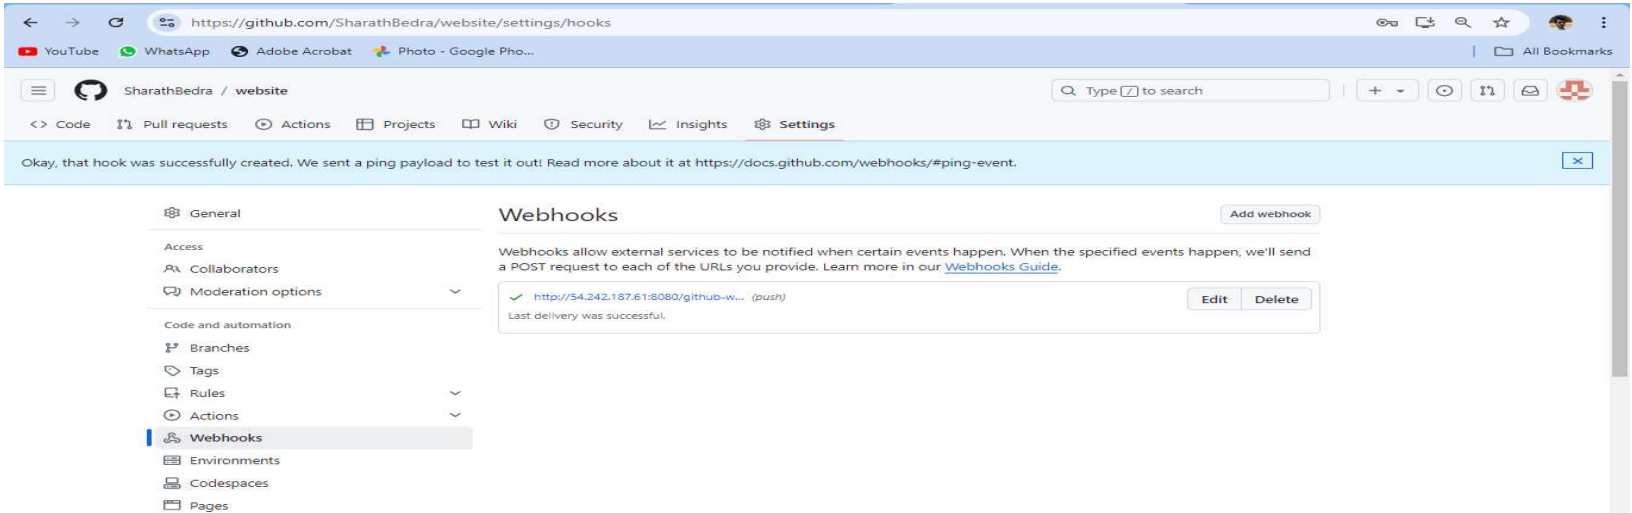 https://github.com/SharathBedra/website/settings/hooks
YouTube WhatsApp Adobe Acrobat Photo - Google Pho... All Bookmarks
SharathBedra / website Type / to search
<> Code Pull requests Actions Projects Wiki Security Insights Settings
Okay, that hook was successfully created. We sent a ping payload to test it out! Read more about it at https://docs.github.com/webhooks/#ping-event.
General
Access
Collaborators
Moderation options
Code and automation
Branches
Tags
Rules
Actions
Webhooks
Environments
Codespaces
Pages
Webhooks Add webhook
Webhooks allow external services to be notified when certain events happen. When the specified events happen, we'll send
a POST request to each of the URLs you provide. Learn more in our Webhooks Guide.
http://54.242.187.61:8080/github-w... (push) Edit Delete
Last delivery was successful.